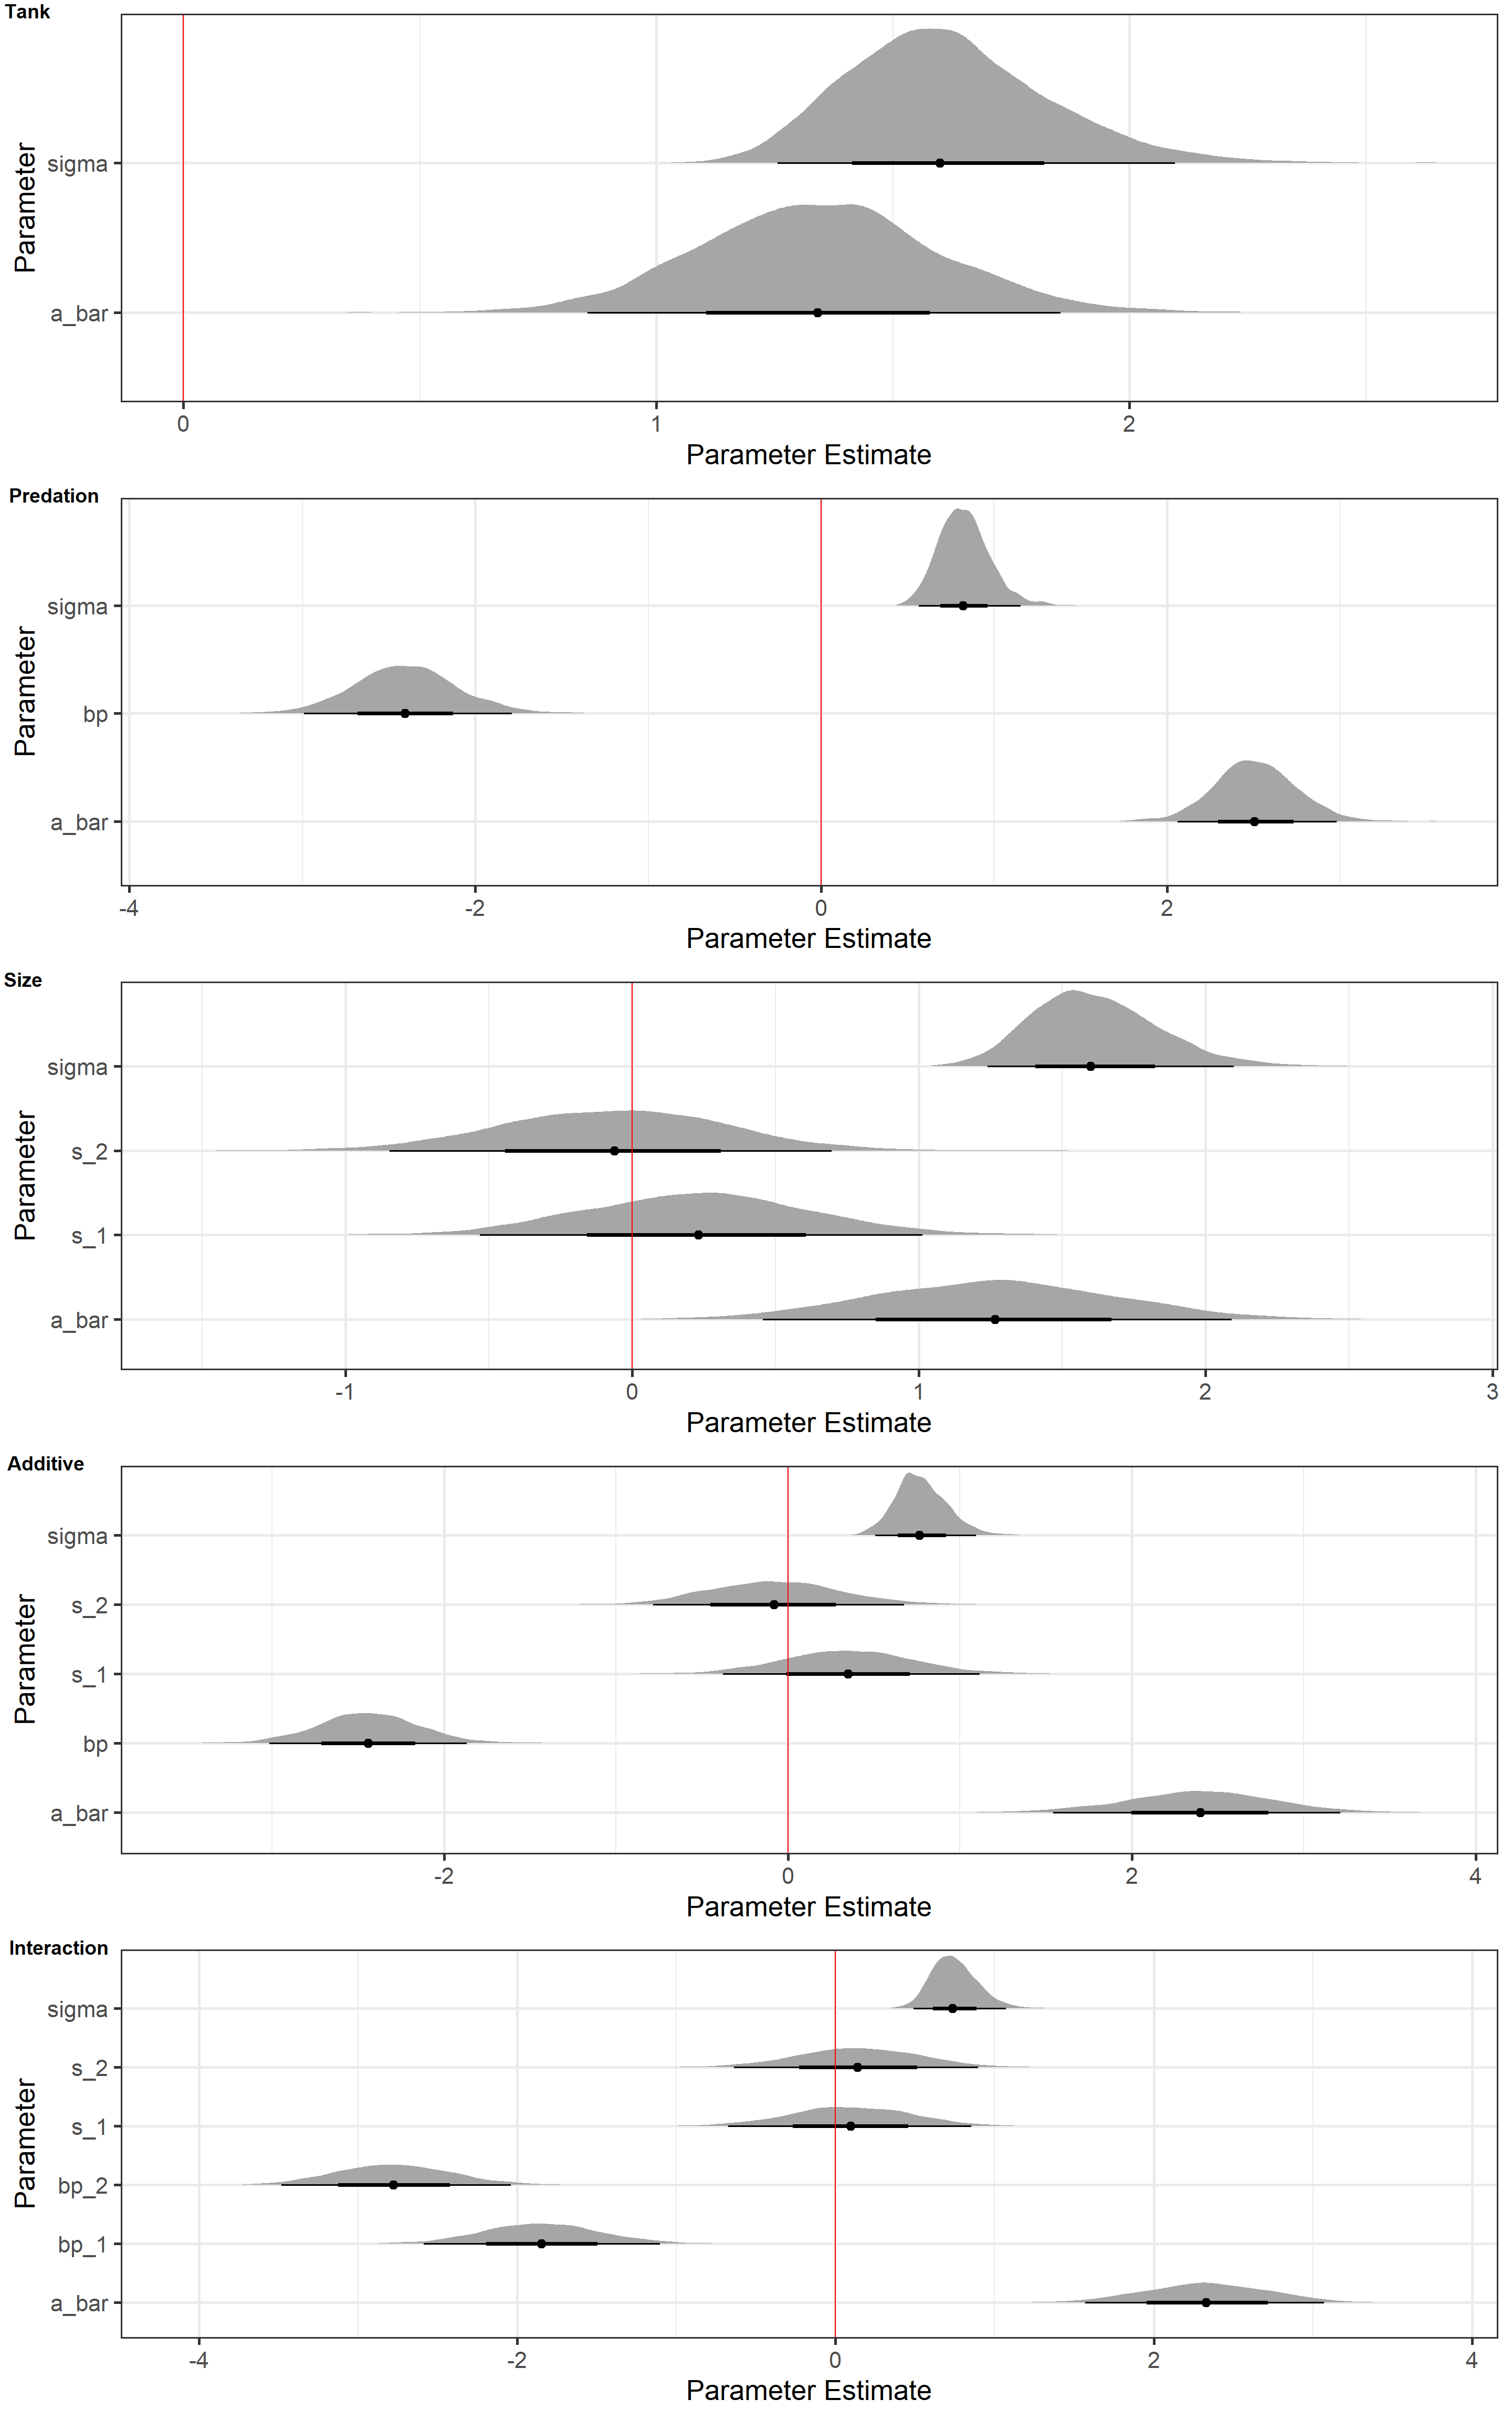 Tank
Parameter
sigma
a_bar
0 1 2
Parameter Estimate
Predation
Parameter
sigma
bp
a_bar
-4 -2 0 2
Parameter Estimate
Size
Parameter
sigma
s_2
s_1
a_bar
-1 0 1 2 3
Parameter Estimate
Additive
Parameter
sigma
s_2
s_1
bp
a_bar
-2 0 2 4
Parameter Estimate
Interaction
Parameter
sigma
s_2
s_1
bp_2
bp_1
a_bar
-4 -2 0 2 4
Parameter Estimate